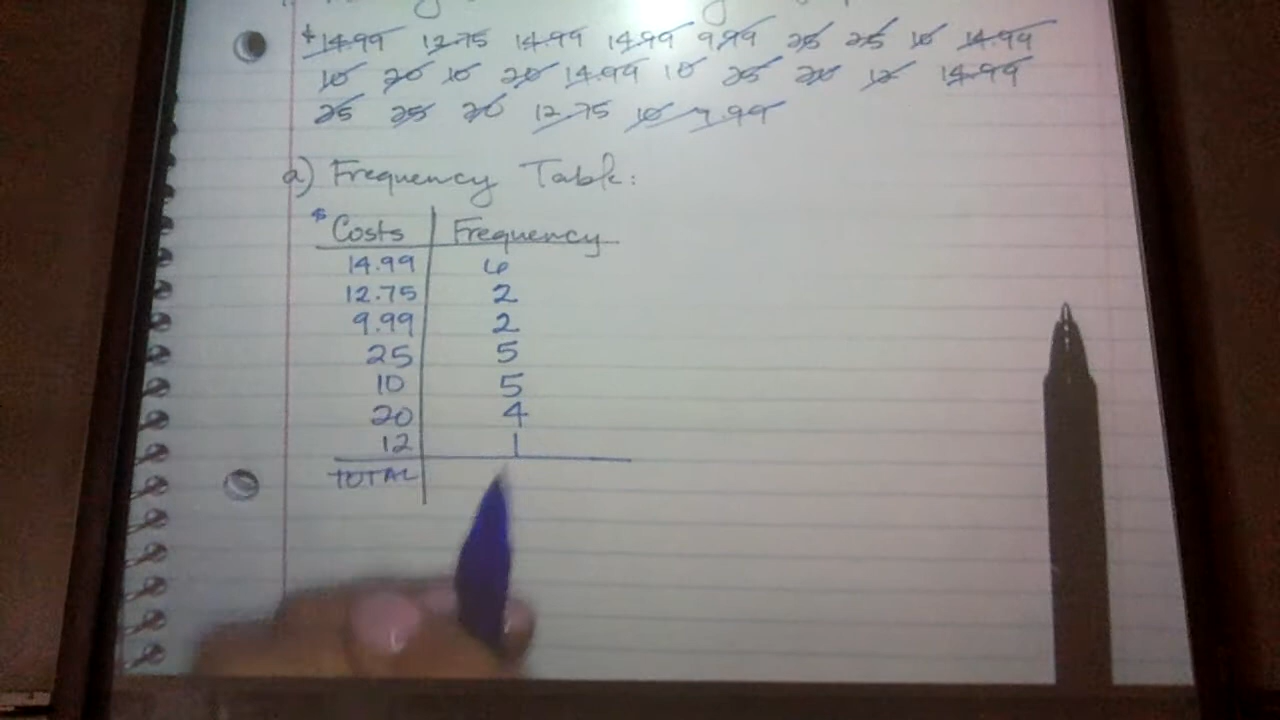 $14.99 12.75 14.99 14.99 9.99 25 25 10 14.99
10 20 10 20 14.99 10 25 20 12 14.99
25 25 20 12.75 10 9.99
a) Frequency Table:
$ Costs Frequency
14.99 6
12.75 2
9.99 2
25 5
10 5
20 4
12 1
TOTAL